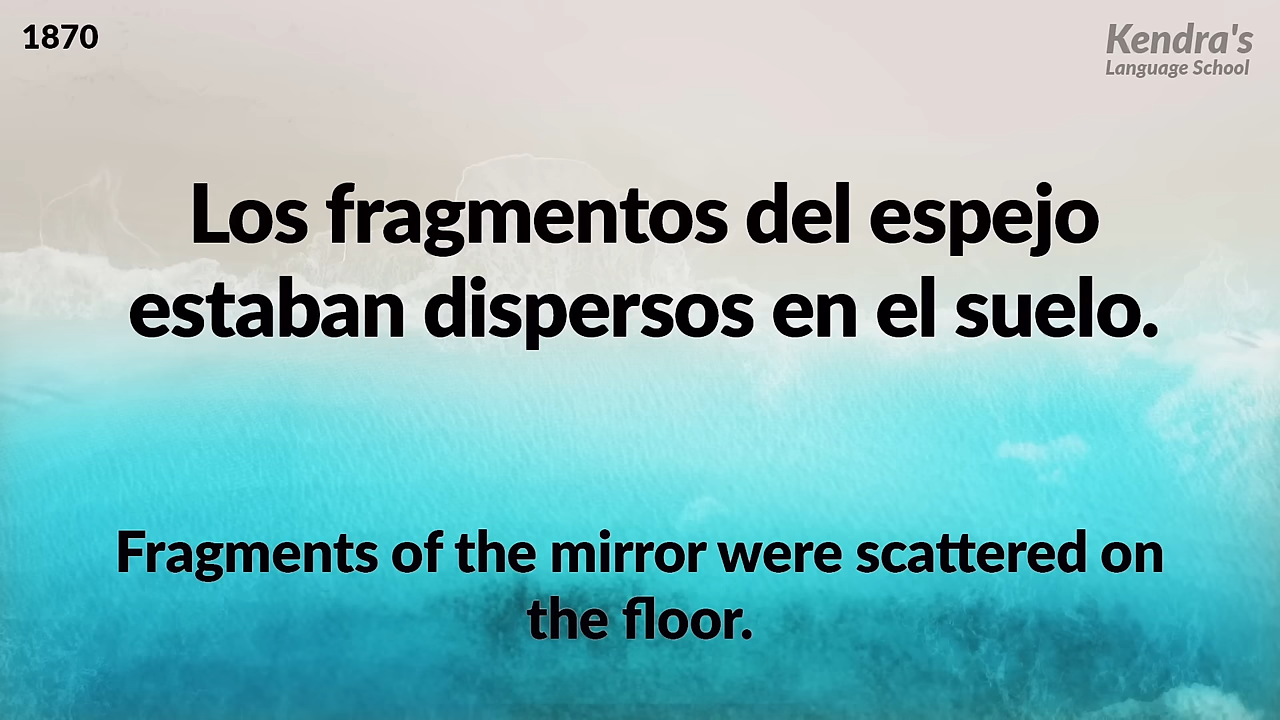 1870
Kendra's
Language School
Los fragmentos del espejo
estaban dispersos en el suelo.
Fragments of the mirror were scattered on
the floor.